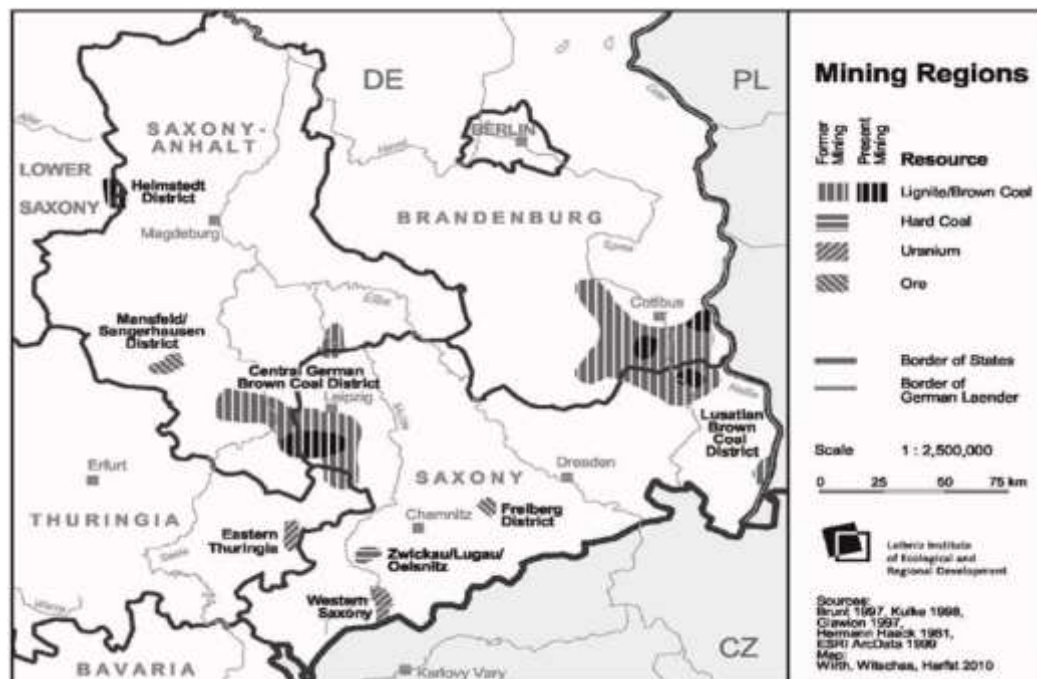 DE
PL
SAXONY-
ANHALT
BERLIN
LOWER
SAXONY
Helmstedt
District
Magdeburg
BRANDENBURG
Spree
Elbe
Cottbus
Mansfeld/
Sangerhausen
District
Central German
Brown Coal District
Leipzig
Neiße
Lusatian
Brown
Coal
District
Erfurt
SAXONY
Dresden
THURINGIA
Chemnitz
Freiberg
District
Eastern
Thuringia
Zwickau/Lugau/
Oelsnitz
Western
Saxony
BAVARIA
Karlovy Vary
CZ
Mining Regions
Former
Mining
Present
Mining
Resource
Lignite/Brown Coal
Hard Coal
Uranium
Ore
Border of States
Border of
German Laender
Scale 1 : 2,500,000
0 25 50 75 km
Leibniz Institute
of Ecological and
Regional Development
Sources:
Brunt 1997, Kulke 1998,
Glawion 1997,
Hermann Haack 1981,
ESRI ArcData 1999
Map:
Wirth, Witschas, Harfst 2010